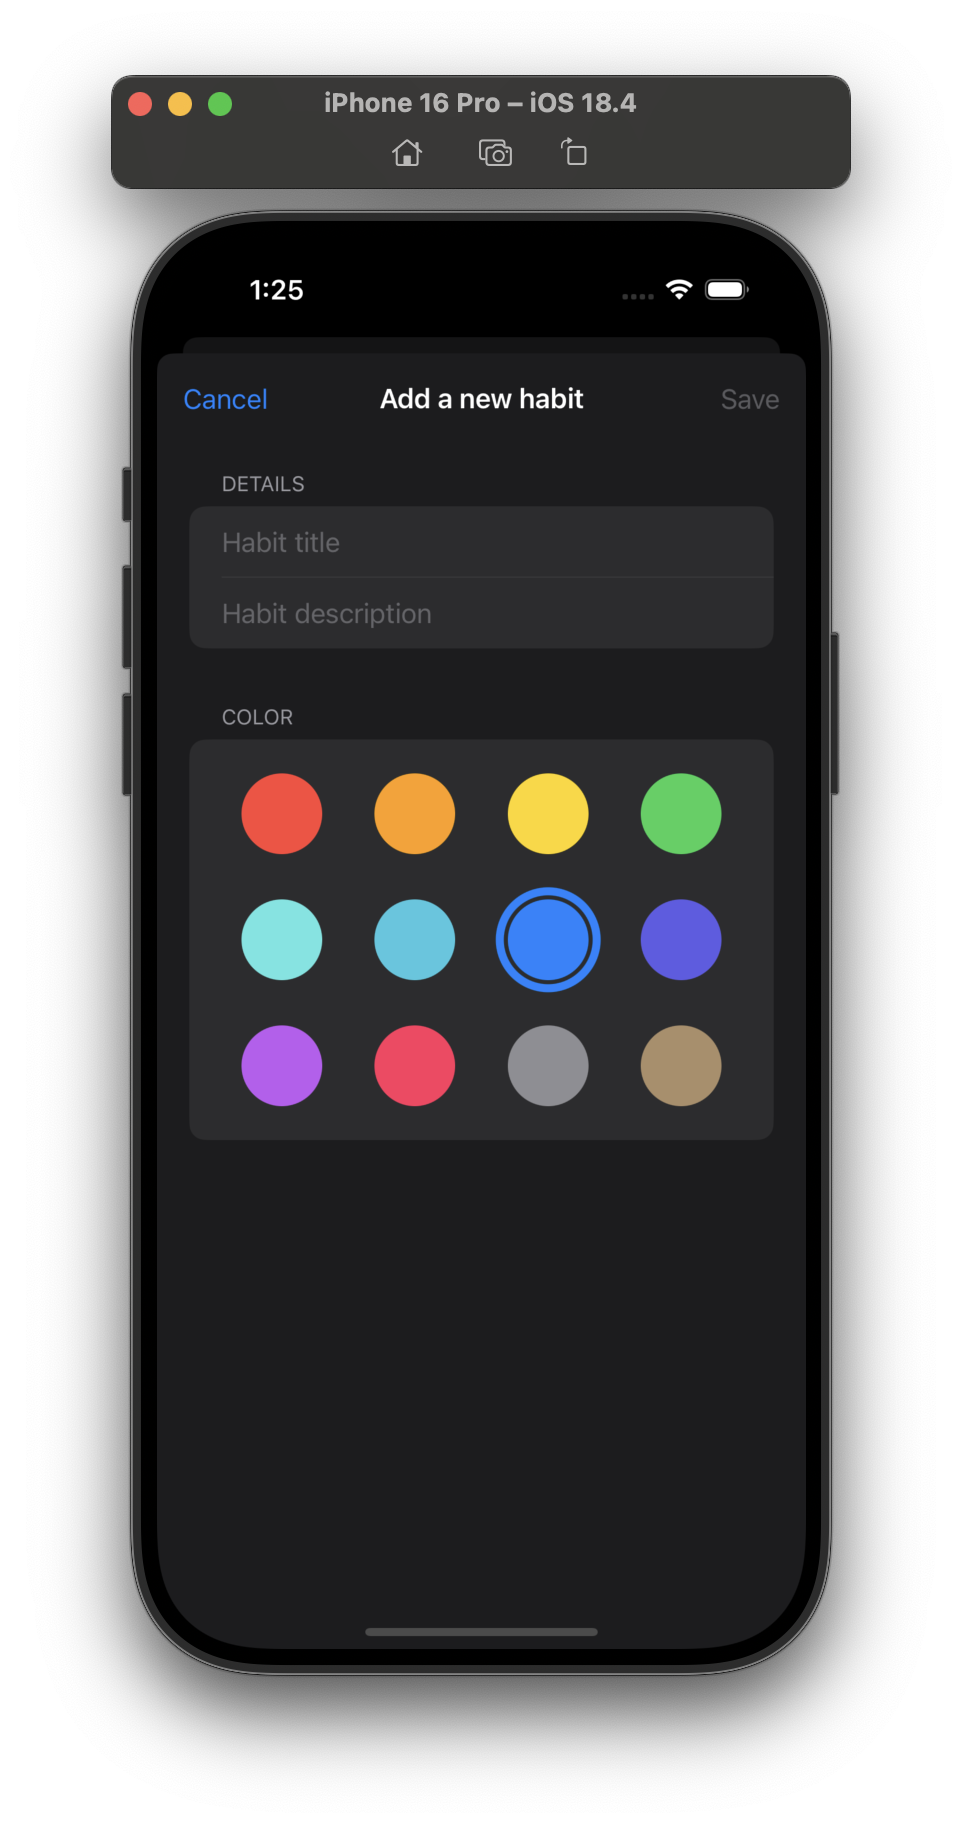 iPhone 16 Pro – iOS 18.4
1:25
Cancel
Add a new habit
Save
DETAILS
Habit title
Habit description
COLOR